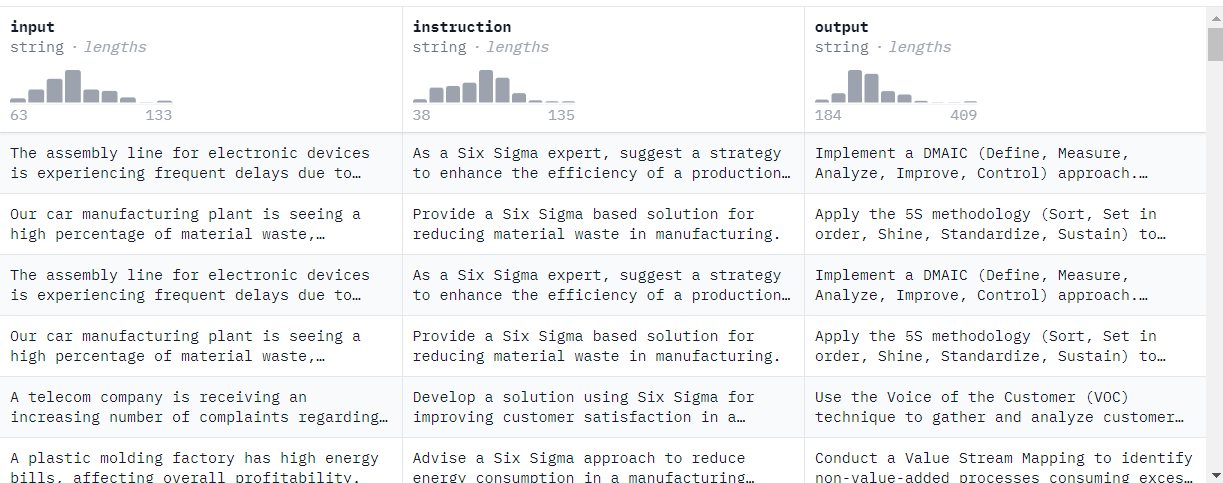 input
string · lengths
63 133
instruction
string · lengths
38 135
output
string · lengths
184 409
The assembly line for electronic devices
is experiencing frequent delays due to…
As a Six Sigma expert, suggest a strategy
to enhance the efficiency of a production…
Implement a DMAIC (Define, Measure,
Analyze, Improve, Control) approach.…
Our car manufacturing plant is seeing a
high percentage of material waste,…
Provide a Six Sigma based solution for
reducing material waste in manufacturing.
Apply the 5S methodology (Sort, Set in
order, Shine, Standardize, Sustain) to…
The assembly line for electronic devices
is experiencing frequent delays due to…
As a Six Sigma expert, suggest a strategy
to enhance the efficiency of a production…
Implement a DMAIC (Define, Measure,
Analyze, Improve, Control) approach.…
Our car manufacturing plant is seeing a
high percentage of material waste,…
Provide a Six Sigma based solution for
reducing material waste in manufacturing.
Apply the 5S methodology (Sort, Set in
order, Shine, Standardize, Sustain) to…
A telecom company is receiving an
increasing number of complaints regarding…
Develop a solution using Six Sigma for
improving customer satisfaction in a…
Use the Voice of the Customer (VOC)
technique to gather and analyze customer…
A plastic molding factory has high energy
bills, affecting overall profitability.
Advise a Six Sigma approach to reduce
energy consumption in a manufacturing…
Conduct a Value Stream Mapping to identify
non-value-added processes consuming exces…